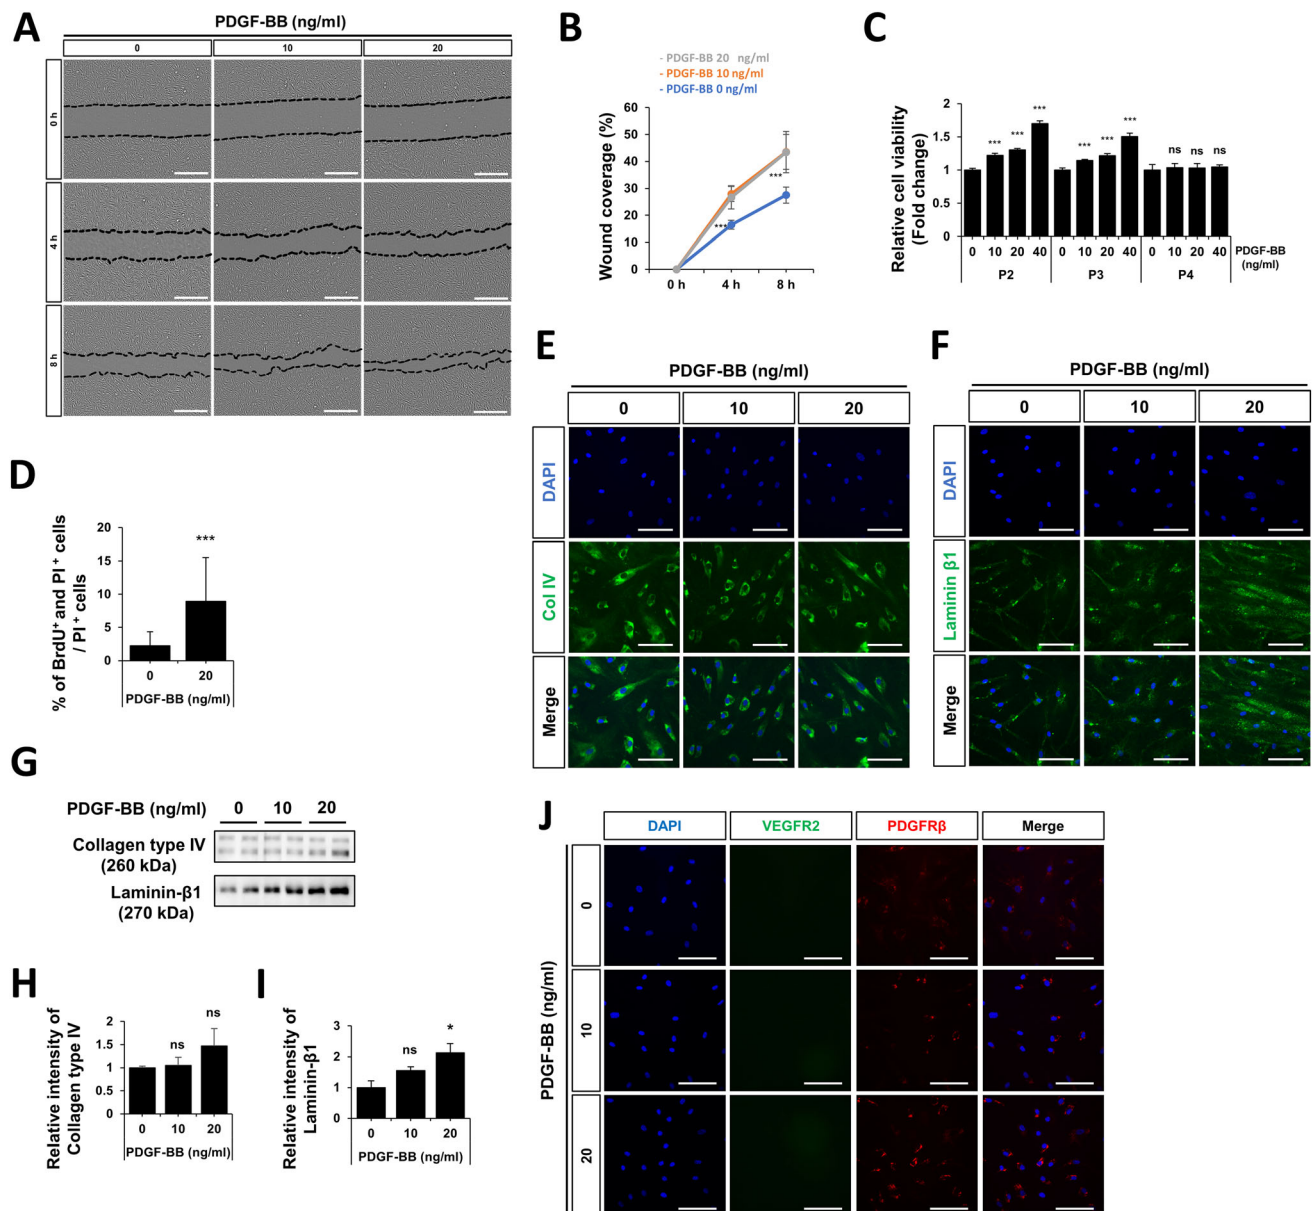 A
PDGF-BB (ng/ml)
0
10
20
0 h
4 h
8 h
B
- PDGF-BB 20 ng/ml
- PDGF-BB 10 ng/ml
- PDGF-BB 0 ng/ml
Wound coverage (%)
60
50
40
30
20
10
0
***
***
0 h
4 h
8 h
C
Relative cell viability
(Fold change)
2
1.5
1
0.5
0
***
***
***
***
***
***
ns
ns
ns
0 10 20 40 0 10 20 40 0 10 20 40
PDGF-BB
(ng/ml)
P2
P3
P4
D
% of BrdU⁺ and PI⁺ cells
/ PI⁺ cells
20
15
10
5
0
***
0
20
PDGF-BB (ng/ml)
E
PDGF-BB (ng/ml)
0
10
20
DAPI
Col IV
Merge
F
PDGF-BB (ng/ml)
0
10
20
DAPI
Laminin β1
Merge
G
PDGF-BB (ng/ml)
0
10
20
Collagen type IV
(260 kDa)
Laminin-β1
(270 kDa)
H
Relative intensity of
Collagen type IV
2
1.5
1
0.5
0
ns
ns
0
10
20
PDGF-BB (ng/ml)
I
Relative intensity of
Laminin-β1
3
2
1
0
ns
*
0
10
20
PDGF-BB (ng/ml)
J
DAPI
VEGFR2
PDGFRβ
Merge
PDGF-BB (ng/ml)
0
10
20